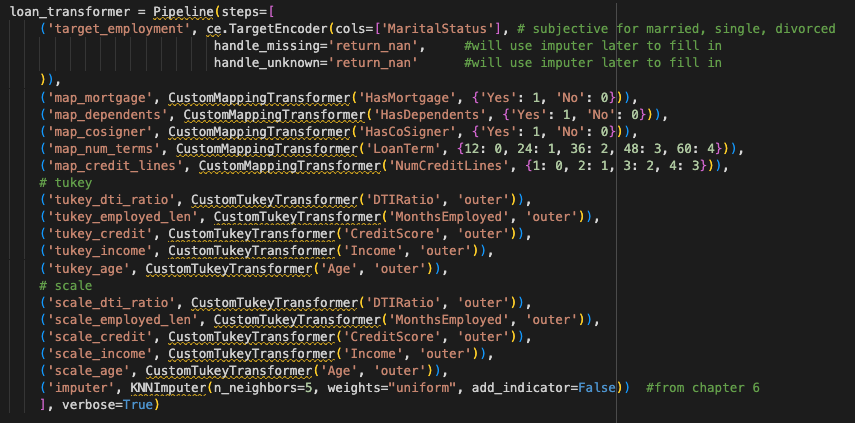 loan_transformer = Pipeline(steps=[
    ('target_employment', ce.TargetEncoder(cols=['MaritalStatus'], # subjective for married, single, divorced
                           handle_missing='return_nan',     #will use imputer later to fill in
                           handle_unknown='return_nan'      #will use imputer later to fill in
    )),
    ('map_mortgage', CustomMappingTransformer('HasMortgage', {'Yes': 1, 'No': 0})),
    ('map_dependents', CustomMappingTransformer('HasDependents', {'Yes': 1, 'No': 0})),
    ('map_cosigner', CustomMappingTransformer('HasCoSigner', {'Yes': 1, 'No': 0})),
    ('map_num_terms', CustomMappingTransformer('LoanTerm', {12: 0, 24: 1, 36: 2, 48: 3, 60: 4})),
    ('map_credit_lines', CustomMappingTransformer('NumCreditLines', {1: 0, 2: 1, 3: 2, 4: 3})),
    # tukey
    ('tukey_dti_ratio', CustomTukeyTransformer('DTIRatio', 'outer')),
    ('tukey_employed_len', CustomTukeyTransformer('MonthsEmployed', 'outer')),
    ('tukey_credit', CustomTukeyTransformer('CreditScore', 'outer')),
    ('tukey_income', CustomTukeyTransformer('Income', 'outer')),
    ('tukey_age', CustomTukeyTransformer('Age', 'outer')),
    # scale
    ('scale_dti_ratio', CustomTukeyTransformer('DTIRatio', 'outer')),
    ('scale_employed_len', CustomTukeyTransformer('MonthsEmployed', 'outer')),
    ('scale_credit', CustomTukeyTransformer('CreditScore', 'outer')),
    ('scale_income', CustomTukeyTransformer('Income', 'outer')),
    ('scale_age', CustomTukeyTransformer('Age', 'outer')),
    ('imputer', KNNImputer(n_neighbors=5, weights="uniform", add_indicator=False))  #from chapter 6
    ], verbose=True)